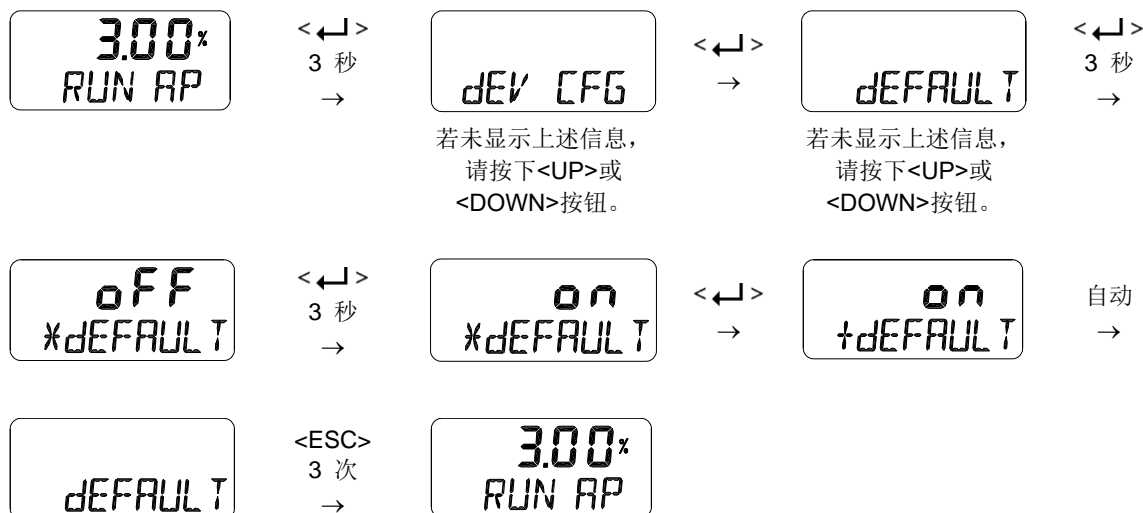 3.00%
RUN AP
<↵>
3 秒
→
dEV CFG
若未显示上述信息，
请按下<UP>或
<DOWN>按钮。
<↵>
→
dEFAULT
若未显示上述信息，
请按下<UP>或
<DOWN>按钮。
<↵>
3 秒
→
oFF
*dEFAULT
<↵>
3 秒
→
on
*dEFAULT
<↵>
→
on
+dEFAULT
自动
→
dEFAULT
<ESC>
3 次
→
3.00%
RUN AP